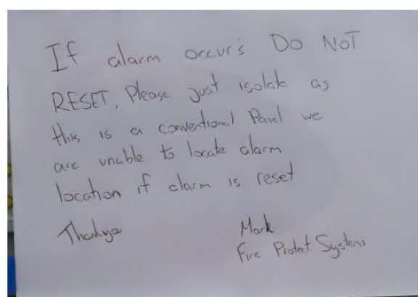 If alarm occurs DO NOT
RESET. Please just isolate as
this is a conventional Panel we
are unable to locate alarm
location if alarm is reset
Thankyou
Mark
Fire Protect Systems